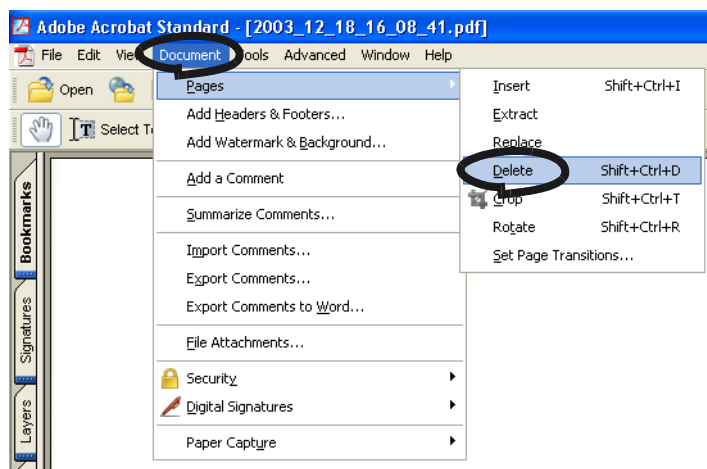 Adobe Acrobat Standard - [2003_12_18_16_08_41.pdf]
File Edit View Document Tools Advanced Window Help
Open
Select T
Pages
Add Headers & Footers...
Add Watermark & Background...
Add a Comment
Summarize Comments...
Import Comments...
Export Comments...
Export Comments to Word...
File Attachments...
Security
Digital Signatures
Paper Capture
Insert Shift+Ctrl+I
Extract
Replace
Delete Shift+Ctrl+D
Crop Shift+Ctrl+T
Rotate Shift+Ctrl+R
Set Page Transitions...
Bookmarks
Signatures
Layers